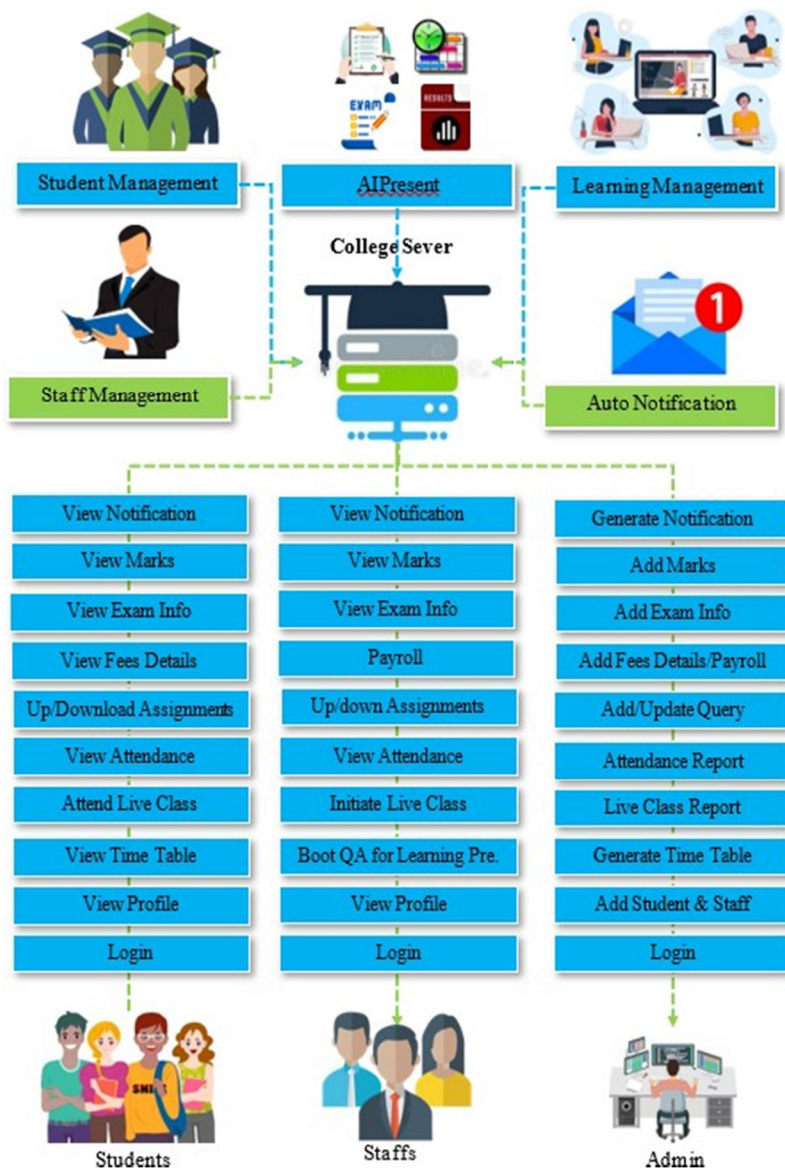 EXAM
RESULTS
Student Management
AIPresent
Learning Management
College Sever
1
Staff Management
Auto Notification
View Notification
View Marks
View Exam Info
View Fees Details
Up/Download Assignments
View Attendance
Attend Live Class
View Time Table
View Profile
Login
View Notification
View Marks
View Exam Info
Payroll
Up/down Assignments
View Attendance
Initiate Live Class
Boot QA for Learning Pre.
View Profile
Login
Generate Notification
Add Marks
Add Exam Info
Add Fees Details/Payroll
Add/Update Query
Attendance Report
Live Class Report
Generate Time Table
Add Student & Staff
Login
Students
Staffs
Admin